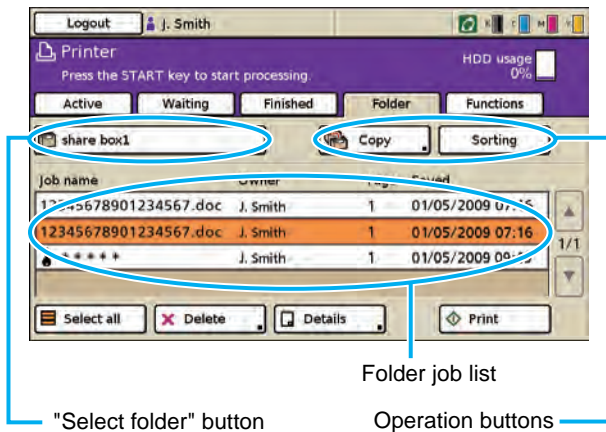 Logout J. Smith K C M Y
Printer HDD usage
Press the START key to start processing. 0%
Active Waiting Finished Folder Functions
share box1 Copy Sorting
Job name Owner Page Saved
12345678901234567.doc J. Smith 1 01/05/2009 07:16
12345678901234567.doc J. Smith 1 01/05/2009 07:16
* * * * * J. Smith 1 01/05/2009
1/1
Select all Delete Details Print
Folder job list
"Select folder" button Operation buttons